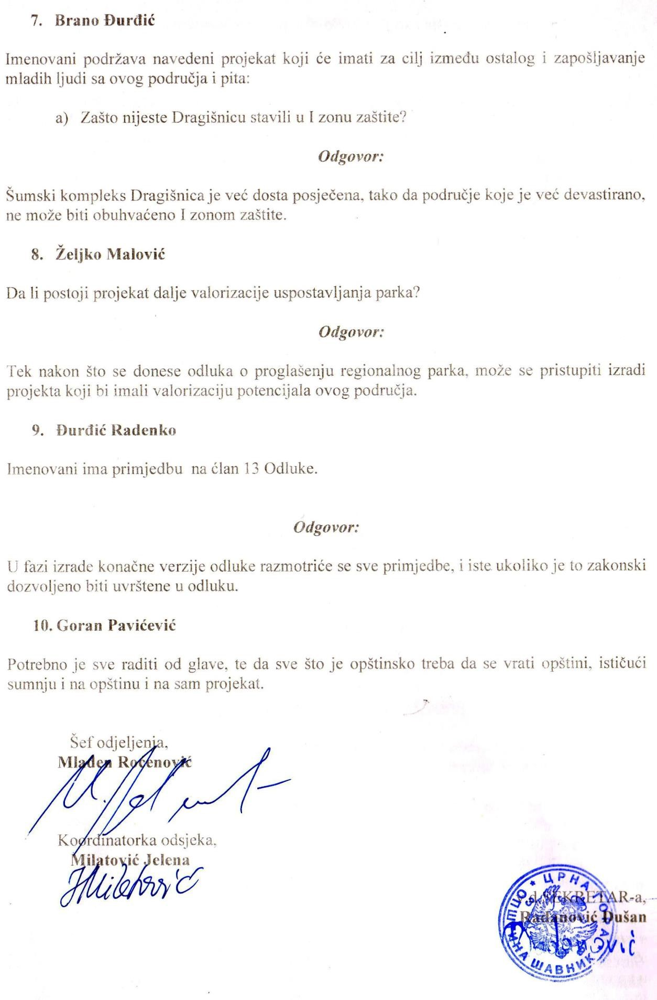 7. Brano Đurđić
Imenovani podržava navedeni projekat koji će imati za cilj između ostalog i zapošljavanje
mladih ljudi sa ovog područja i pita:
a) Zašto nijeste Dragišnicu stavili u I zonu zaštite?
Odgovor:
Šumski kompleks Dragišnica je već dosta posječena, tako da područje koje je već devastirano,
ne može biti obuhvaćeno I zonom zaštite.
8. Željko Malović
Da li postoji projekat dalje valorizacije uspostavljanja parka?
Odgovor:
Tek nakon što se donese odluka o proglašenju regionalnog parka, može se pristupiti izradi
projekta koji bi imali valorizaciju potencijala ovog područja.
9. Đurđić Radenko
Imenovani ima primjedbu na ćlan 13 Odluke.
Odgovor:
U fazi izrade konačne verzije odluke razmotriće se sve primjedbe, i iste ukoliko je to zakonski
dozvoljeno biti uvrštene u odluku.
10. Goran Pavićević
Potrebno je sve raditi od glave, te da sve što je opštinsko treba da se vrati opštini, ističući
sumnju i na opštinu i na sam projekat.
Šef odjeljenja,
Mladen Roćenović
Koordinatorka odsjeka,
Milatović Jelena
JMilatović
v.d.SEKRETAR-a,
Radanović Dušan
ЦРНА ГОРА
ОПШТИНА ШАВНИК